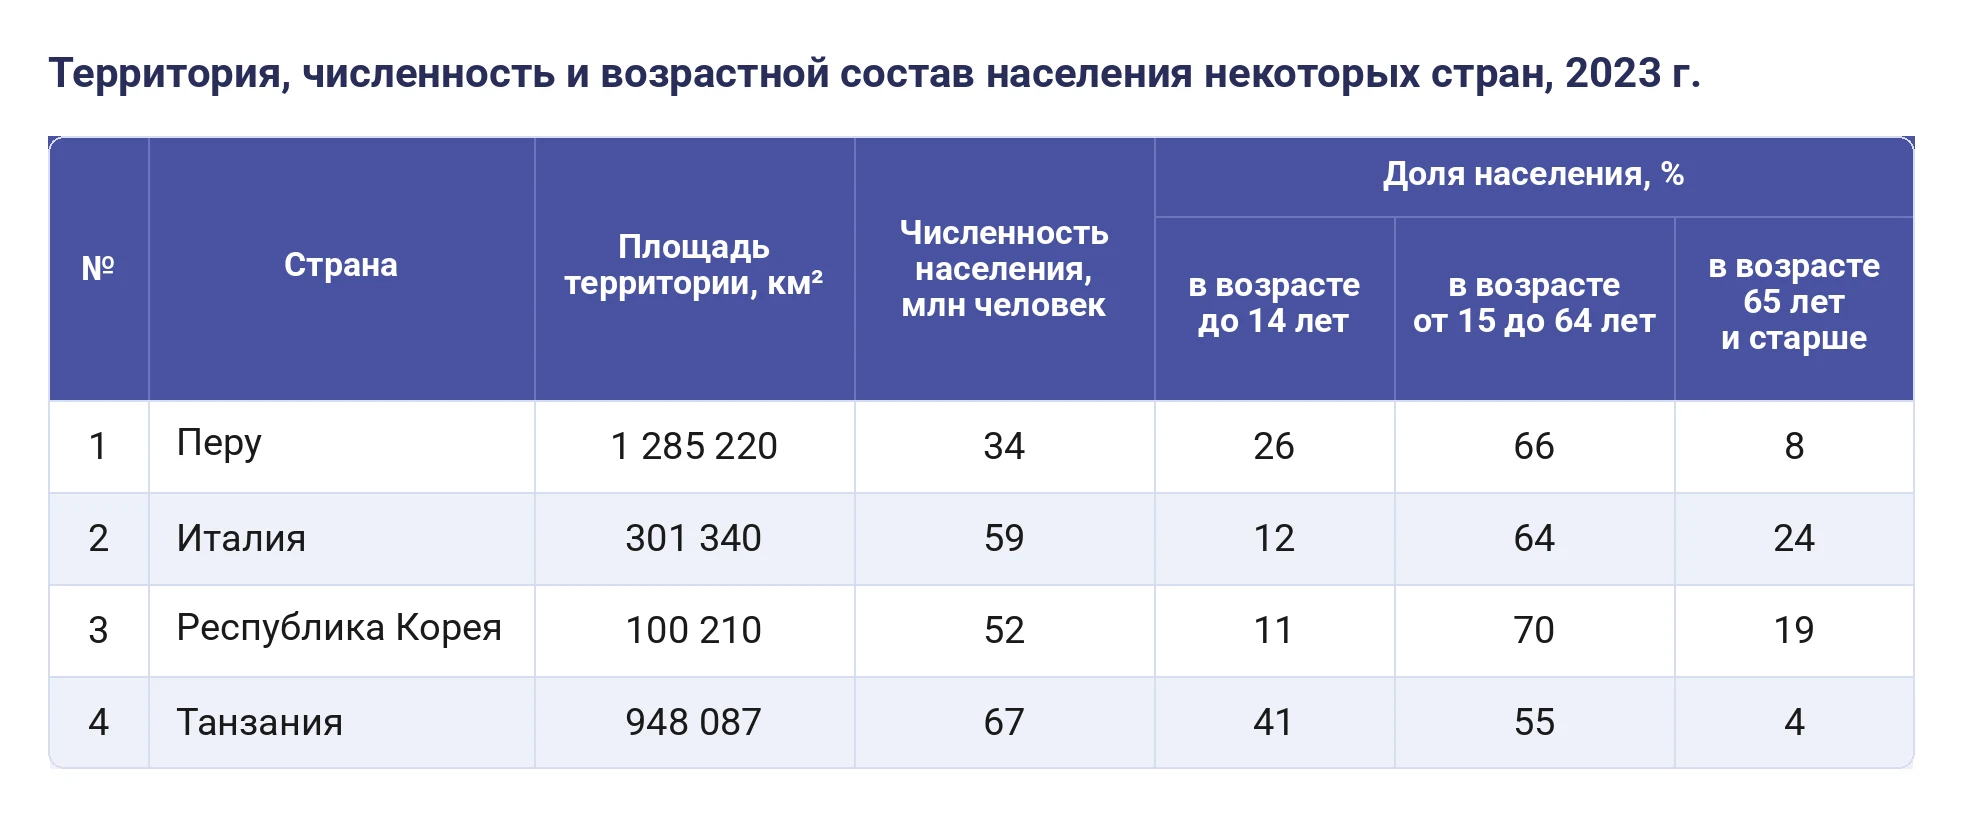 Территория, численность и возрастной состав населения некоторых стран, 2023 г.
№
Страна
Площадь
территории, км²
Численность
населения,
млн человек
Доля населения, %
в возрасте
до 14 лет
в возрасте
от 15 до 64 лет
в возрасте
65 лет
и старше
1 Перу 1 285 220 34 26 66 8
2 Италия 301 340 59 12 64 24
3 Республика Корея 100 210 52 11 70 19
4 Танзания 948 087 67 41 55 4